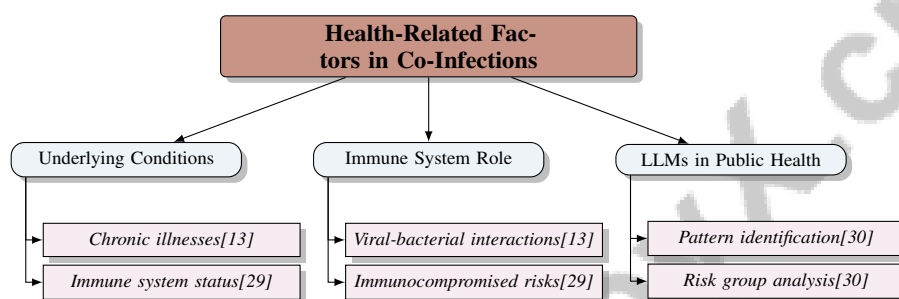 Health-Related Fac-
tors in Co-Infections
Underlying Conditions
Immune System Role
LLMs in Public Health
Chronic illnesses[13]
Viral-bacterial interactions[13]
Pattern identification[30]
Immune system status[29]
Immunocompromised risks[29]
Risk group analysis[30]